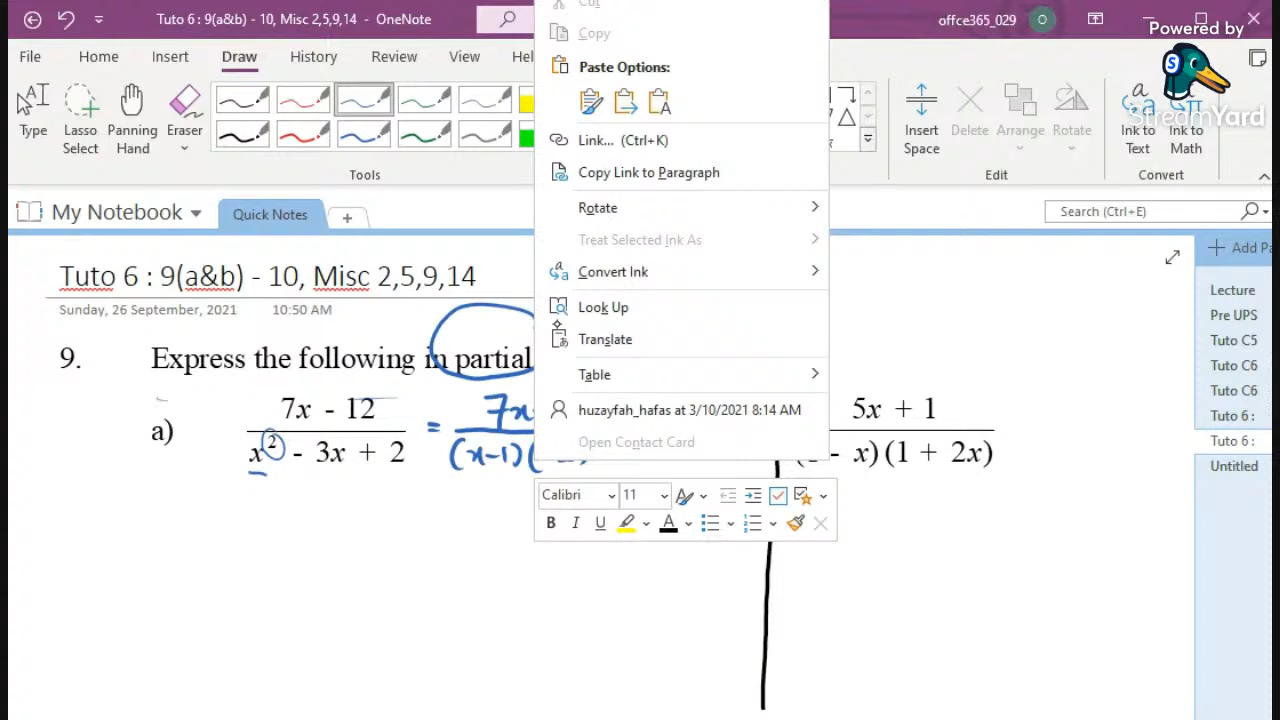 Tuto 6 : 9(a&b) - 10, Misc 2,5,9,14 - OneNote
offce365_029
O
Powered by
StreamYard
File Home Insert Draw History Review View Hel
Type
Lasso Select
Panning Hand
Eraser
Insert Space
Delete
Arrange
Rotate
Ink to Text
Ink to Math
Tools
Edit
Convert
My Notebook
Quick Notes
+
Search (Ctrl+E)
Cut
Copy
Paste Options:
Link... (Ctrl+K)
Copy Link to Paragraph
Rotate
Treat Selected Ink As
Convert Ink
Look Up
Translate
Table
huzayfah_hafas at 3/10/2021 8:14 AM
Open Contact Card
Calibri 11
B I U A
Add Pa
Lecture
Pre UPS
Tuto C5
Tuto C6
Tuto C6
Tuto 6 :
Tuto 6 :
Untitled
Tuto 6 : 9(a&b) - 10, Misc 2,5,9,14
Sunday, 26 September, 2021 10:50 AM
9. Express the following in partial
a) 7x - 12
x² - 3x + 2
= 7x
(x-1)(
5x + 1
- x)(1 + 2x)